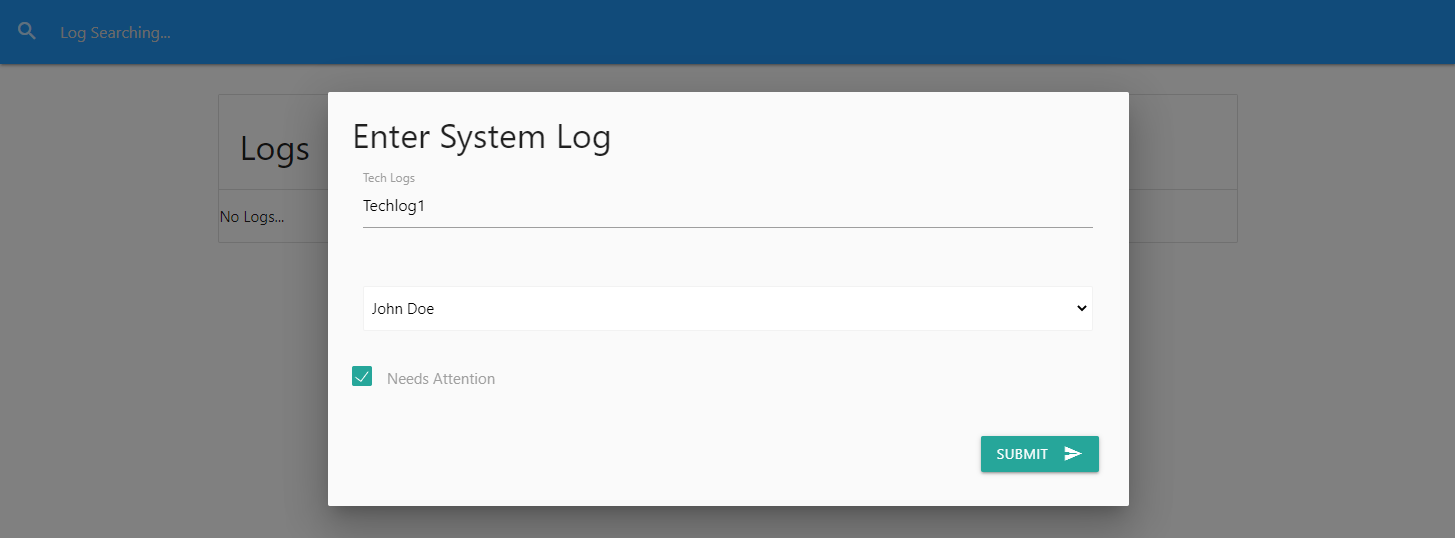 Log Searching...
Logs
No Logs...
Enter System Log
Tech Logs
Techlog1
John Doe
Needs Attention
SUBMIT